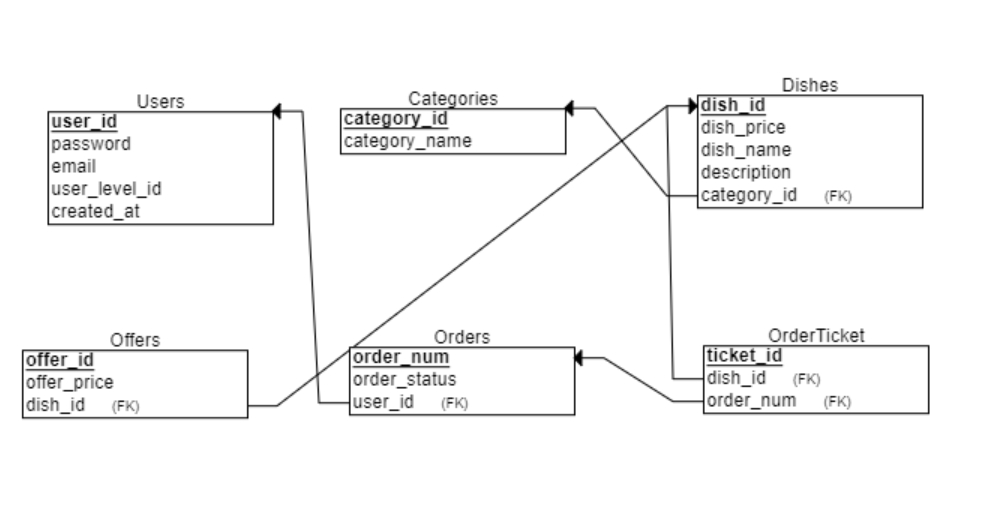 Users
user_id
password
email
user_level_id
created_at
Categories
category_id
category_name
Dishes
dish_id
dish_price
dish_name
description
category_id (FK)
Offers
offer_id
offer_price
dish_id (FK)
Orders
order_num
order_status
user_id (FK)
OrderTicket
ticket_id
dish_id (FK)
order_num (FK)